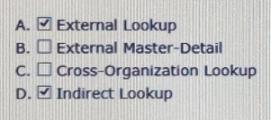 A. ☑ External Lookup
B. ☐ External Master-Detail
C. ☐ Cross-Organization Lookup
D. ☑ Indirect Lookup